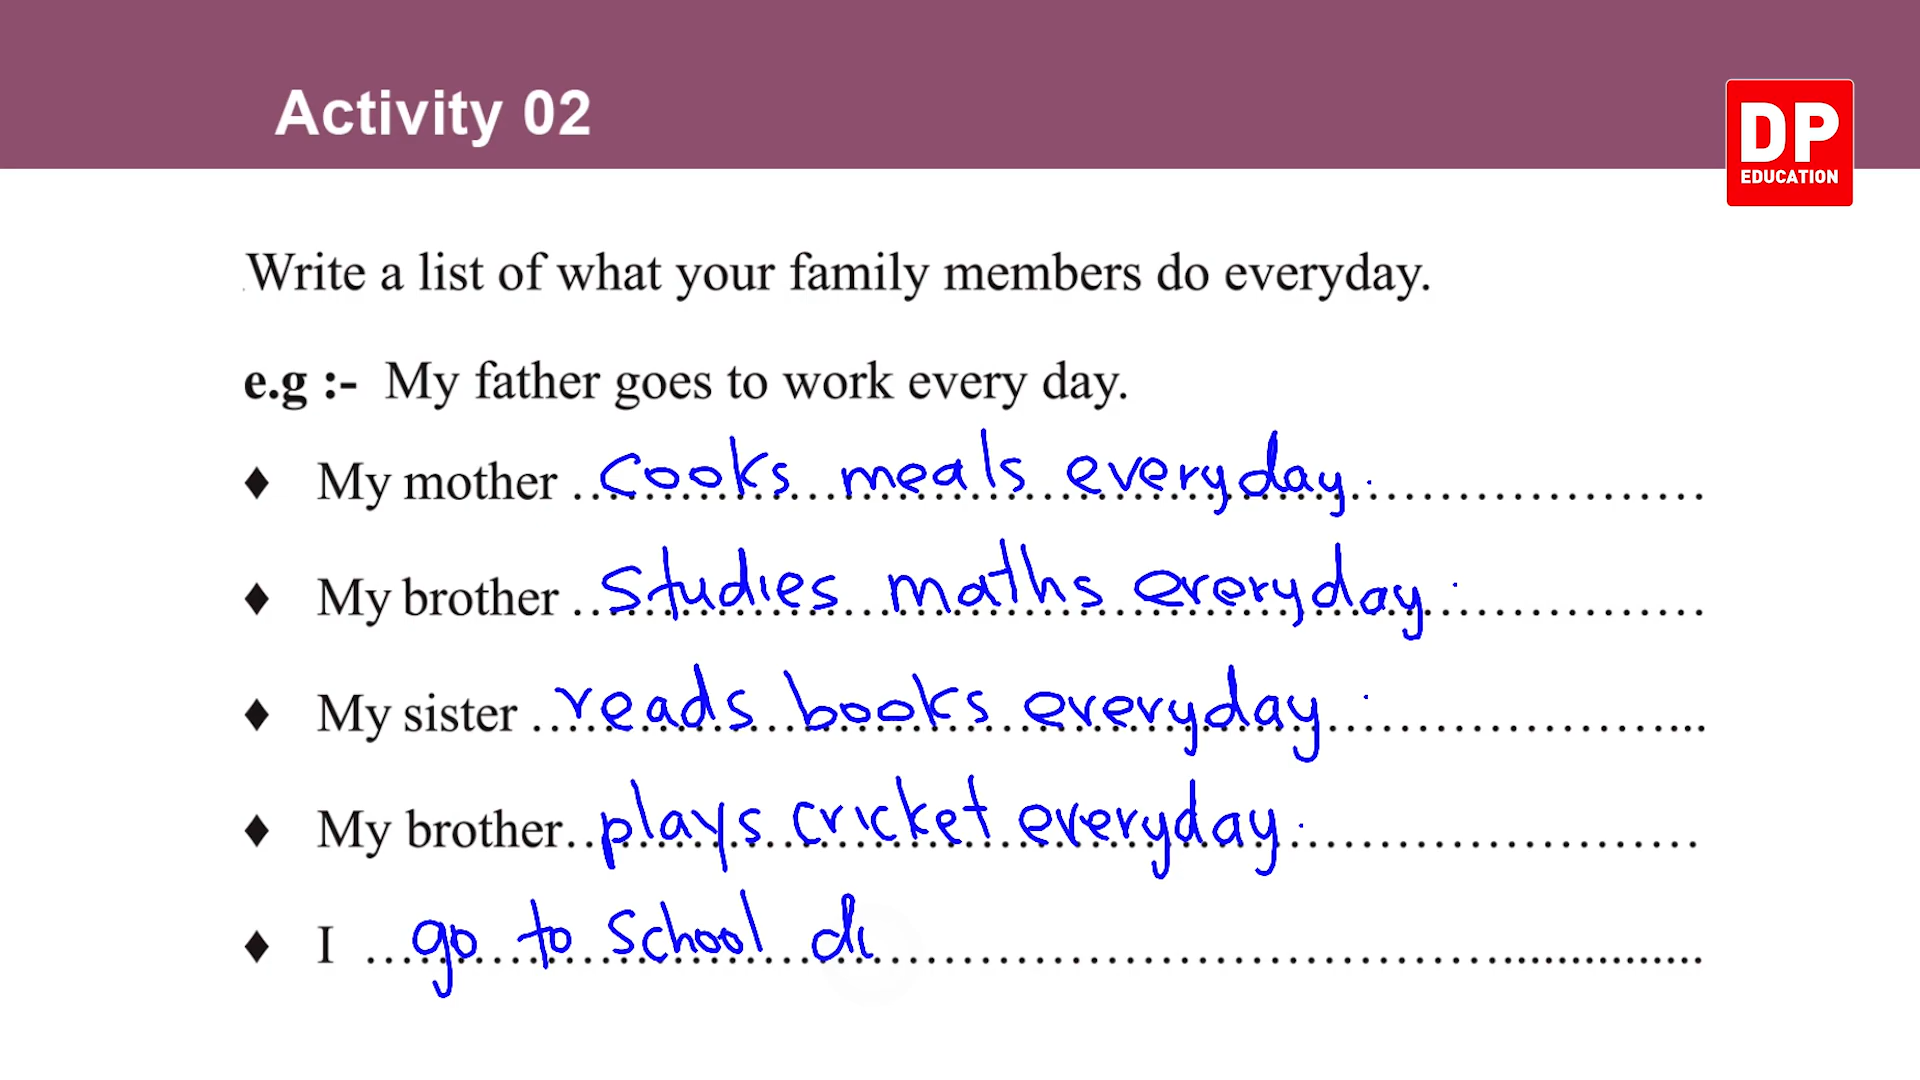 Activity 02
DP
EDUCATION
Write a list of what your family members do everyday.
e.g :- My father goes to work every day.
♦ My mother cooks meals everyday.
♦ My brother studies maths everyday.
♦ My sister reads books everyday.
♦ My brother plays cricket everyday.
♦ I go to school